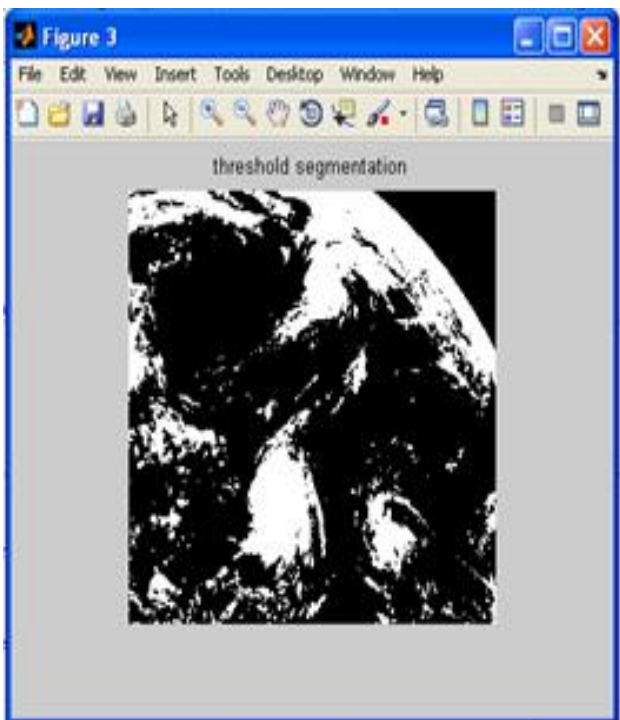 Figure 3
File Edit View Insert Tools Desktop Window Help
threshold segmentation